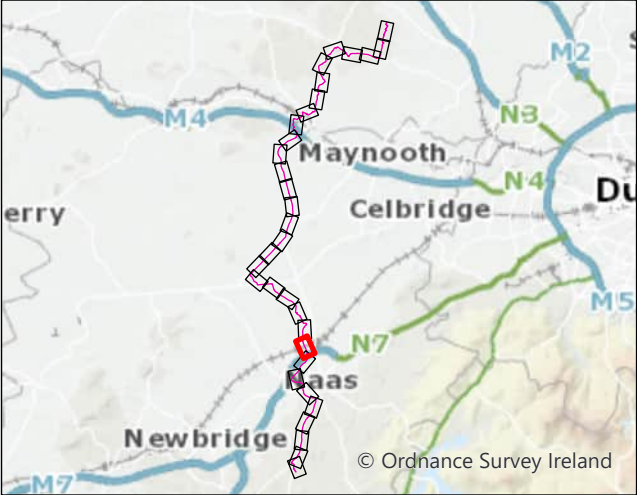 M2
N3
M4
Maynooth
N4
Celbridge
Du
erry
M5
N7
Naas
Newbridge
© Ordnance Survey Ireland
M7